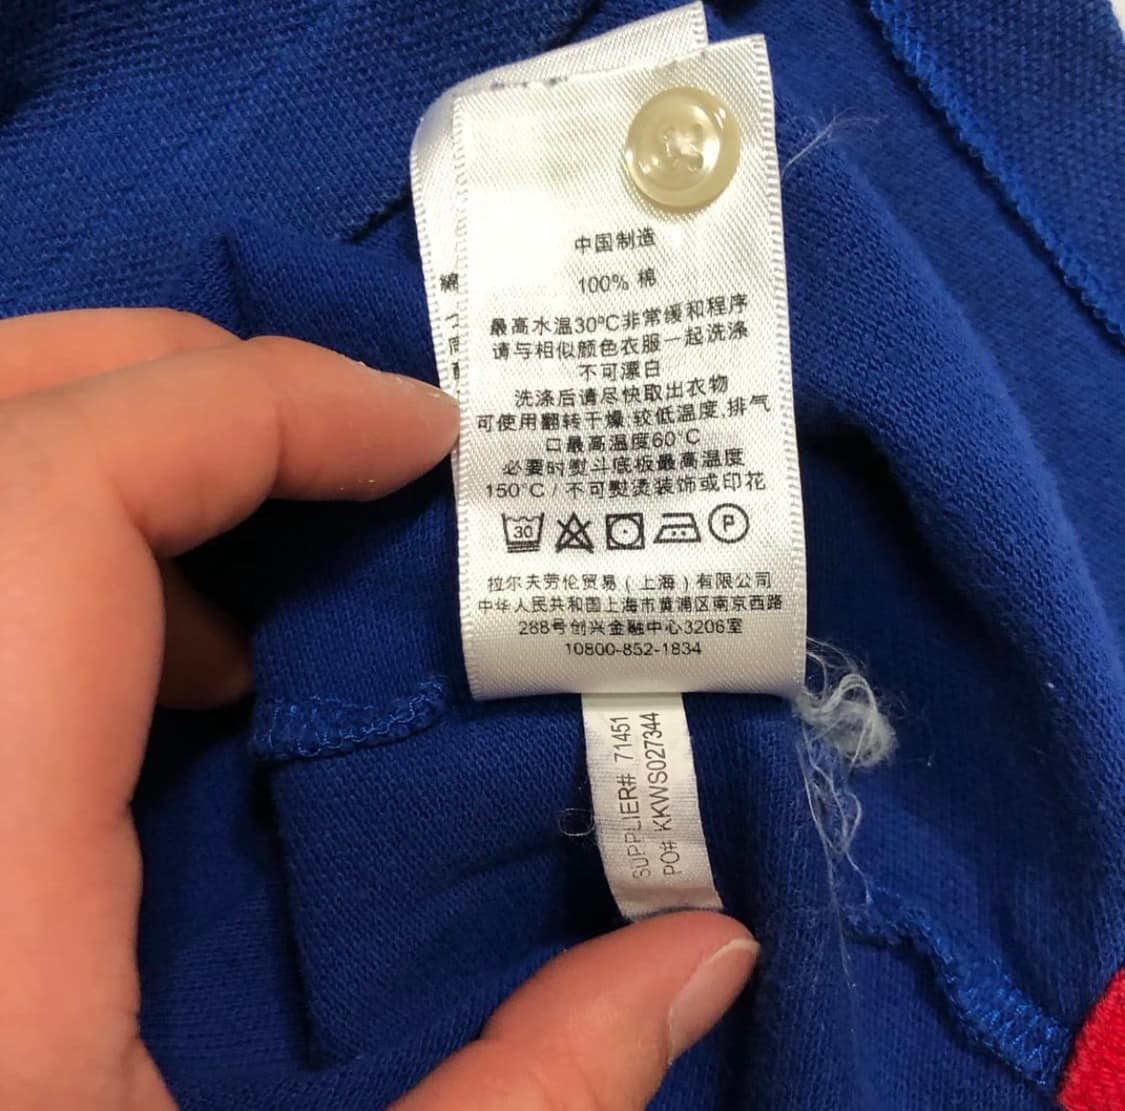 中国制造
100% 棉
最高水温30ºC非常缓和程序
请与相似颜色衣服一起洗涤
不可漂白
洗涤后请尽快取出衣物
可使用翻转干燥,较低温度,排气
口最高温度60°C
必要时熨斗底板最高温度
150°C / 不可熨烫装饰或印花
30
P
拉尔夫劳伦贸易（上海）有限公司
中华人民共和国上海市黄浦区南京西路
288号创兴金融中心3206室
10800-852-1834
SUPPLIER# 71451
PO# KKWS027344
綿